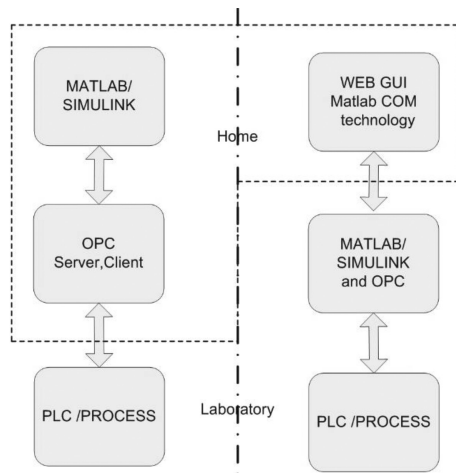 MATLAB/
SIMULINK
WEB GUI
Matlab COM
technology
Home
OPC
Server,Client
MATLAB/
SIMULINK
and OPC
PLC /PROCESS
Laboratory
PLC /PROCESS